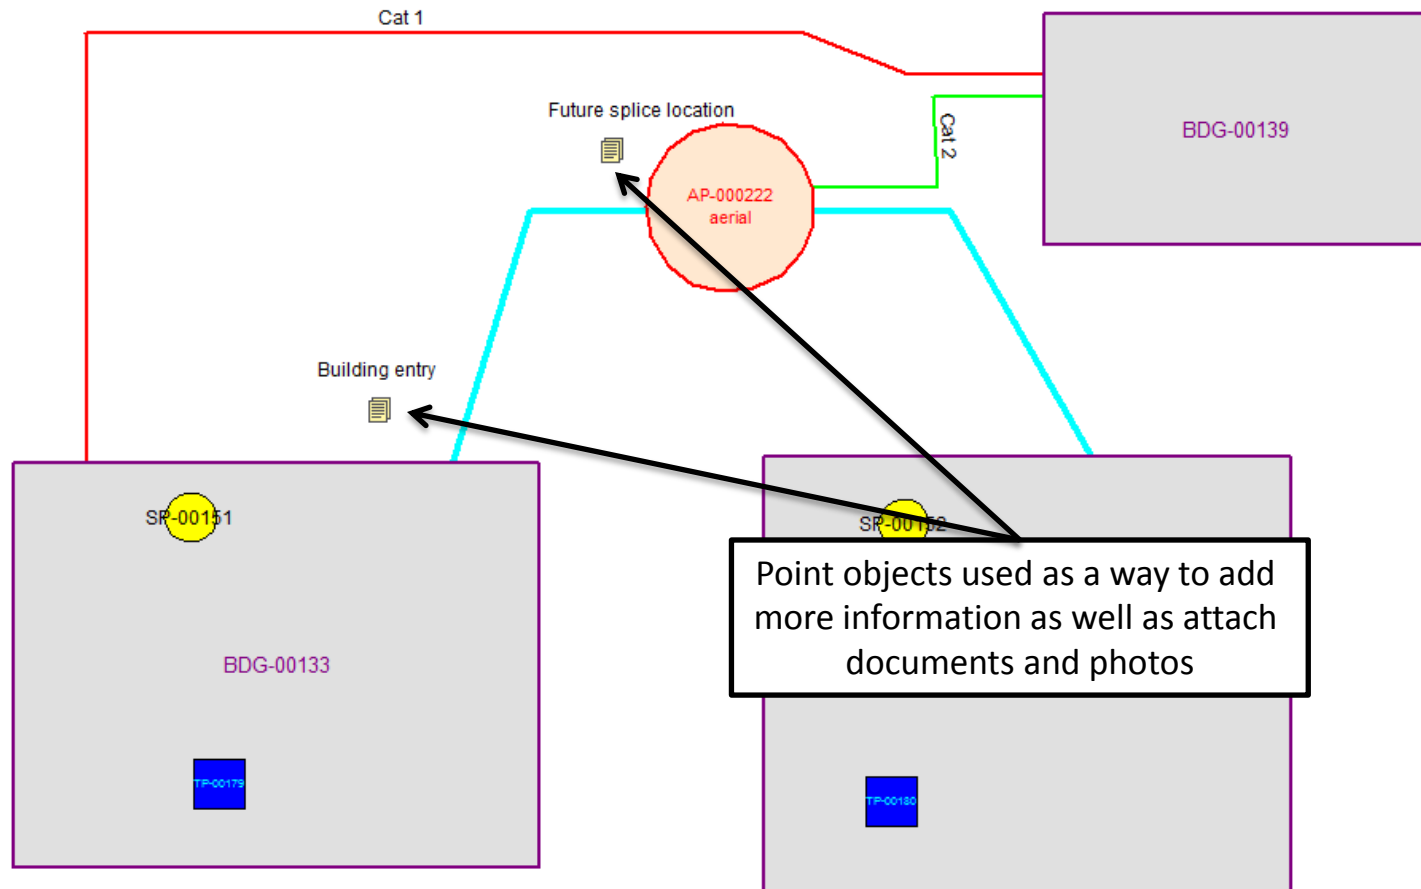 Cat 1
Future splice location
Cat 2
BDG-00139
AP-000222
aerial
Building entry
SP-00151
SP-00152
Point objects used as a way to add
more information as well as attach
documents and photos
BDG-00133
TP-00179
TP-00180